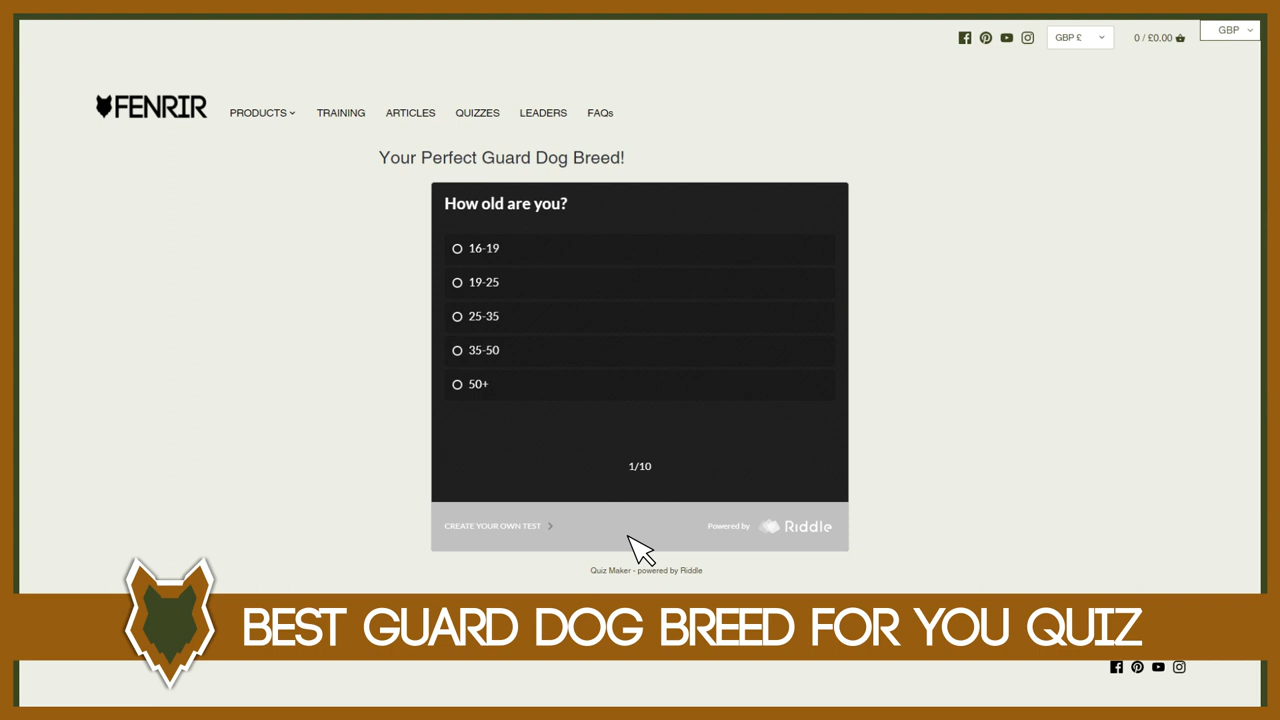 GBP £
0 / £0.00
GBP
FENRIR
PRODUCTS
TRAINING
ARTICLES
QUIZZES
LEADERS
FAQs
Your Perfect Guard Dog Breed!
How old are you?
16-19
19-25
25-35
35-50
50+
1/10
CREATE YOUR OWN TEST
Powered by Riddle
Quiz Maker - powered by Riddle
BEST GUARD DOG BREED FOR YOU QUIZ